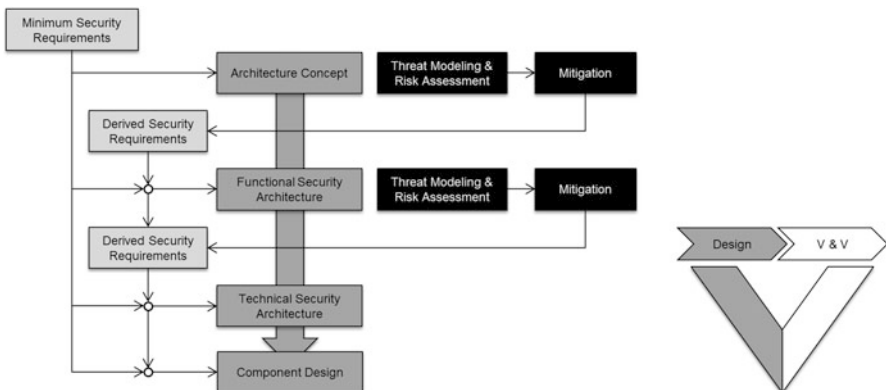 Minimum Security
Requirements
Architecture Concept
Threat Modeling &
Risk Assessment
Mitigation
Derived Security
Requirements
Functional Security
Architecture
Threat Modeling &
Risk Assessment
Mitigation
Derived Security
Requirements
Design
V & V
Technical Security
Architecture
Component Design